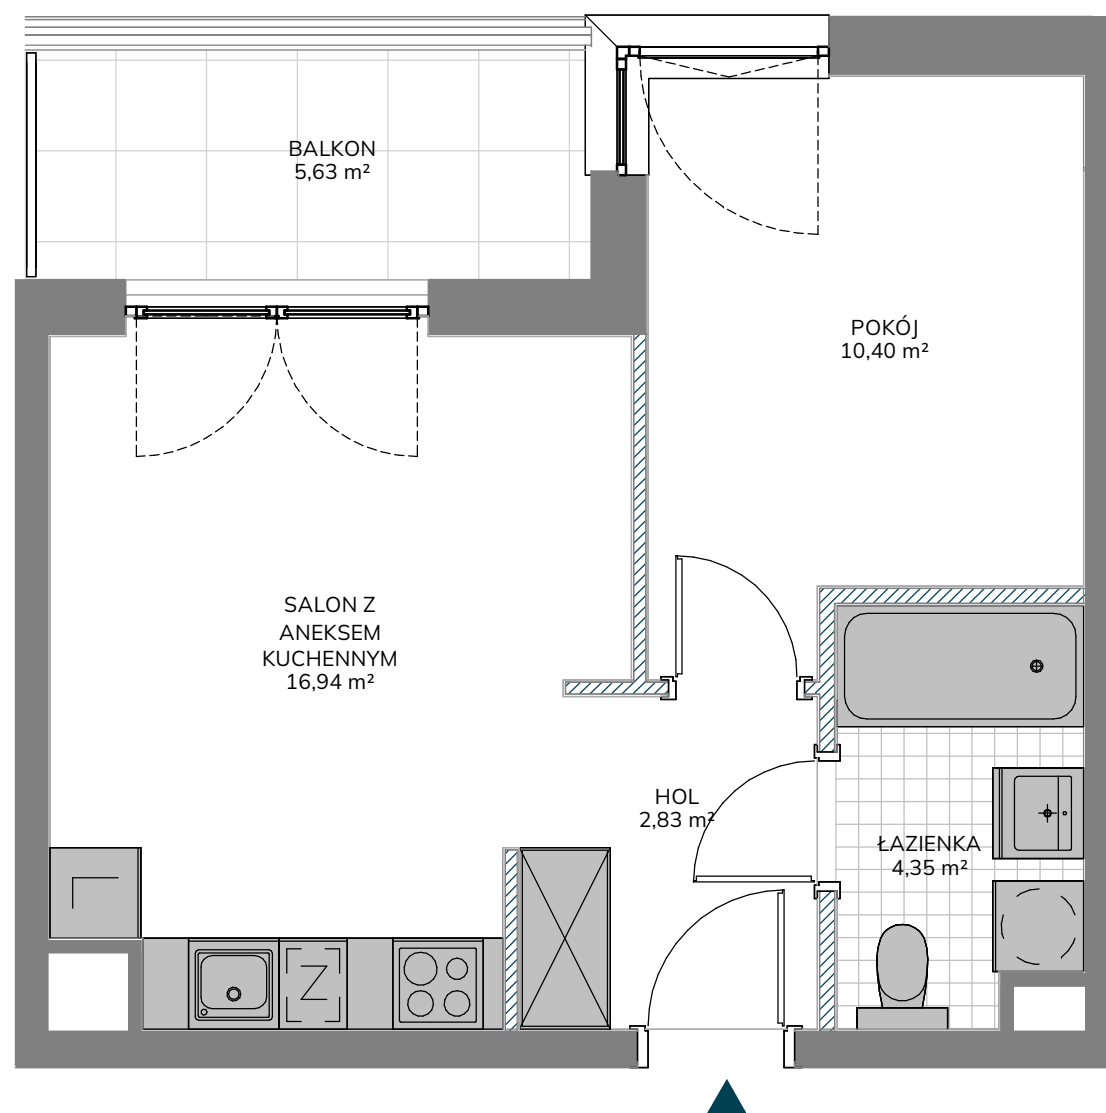 BALKON
5,63 m²
POKÓJ
10,40 m²
SALON Z
ANEKSEM
KUCHENNYM
16,94 m²
HOL
2,83 m²
ŁAZIENKA
4,35 m²
Z